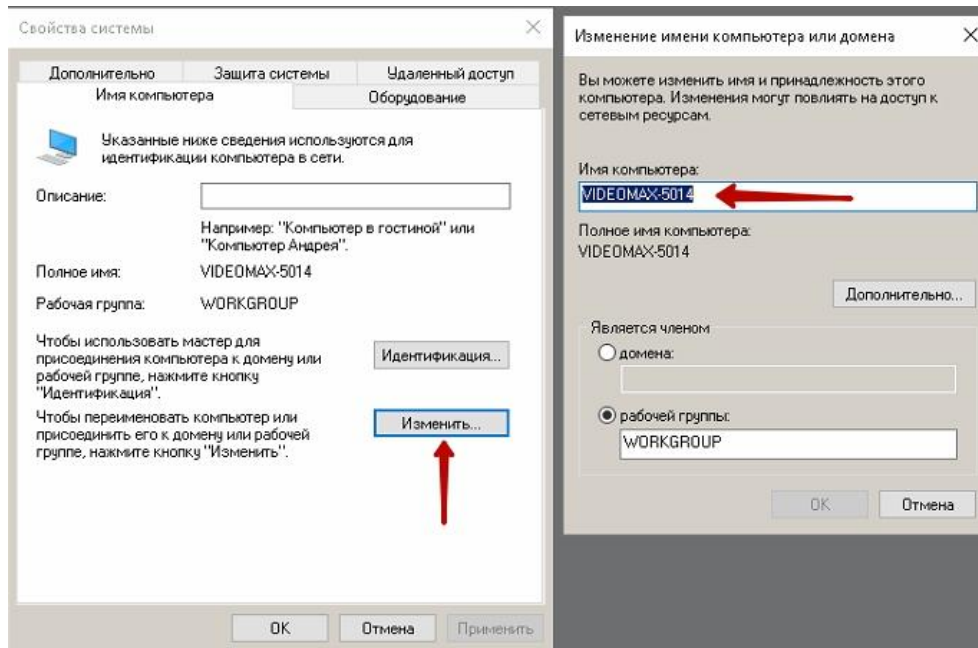 Свойства системы
Дополнительно
Защита системы
Удаленный доступ
Имя компьютера
Оборудование
Указанные ниже сведения используются для
идентификации компьютера в сети.
Описание:
Например: "Компьютер в гостиной" или
"Компьютер Андрея".
Полное имя:
VIDEOMAX-5014
Рабочая группа:
WORKGROUP
Чтобы использовать мастер для
присоединения компьютера к домену или
рабочей группе, нажмите кнопку
"Идентификация".
Идентификация...
Чтобы переименовать компьютер или
присоединить его к домену или рабочей
группе, нажмите кнопку "Изменить".
Изменить...
OK
Отмена
Применить
Изменение имени компьютера или домена
Вы можете изменить имя и принадлежность этого
компьютера. Изменения могут повлиять на доступ к
сетевым ресурсам.
Имя компьютера:
VIDEOMAX-5014
Полное имя компьютера:
VIDEOMAX-5014
Дополнительно...
Является членом
домена:
рабочей группы:
WORKGROUP
OK
Отмена